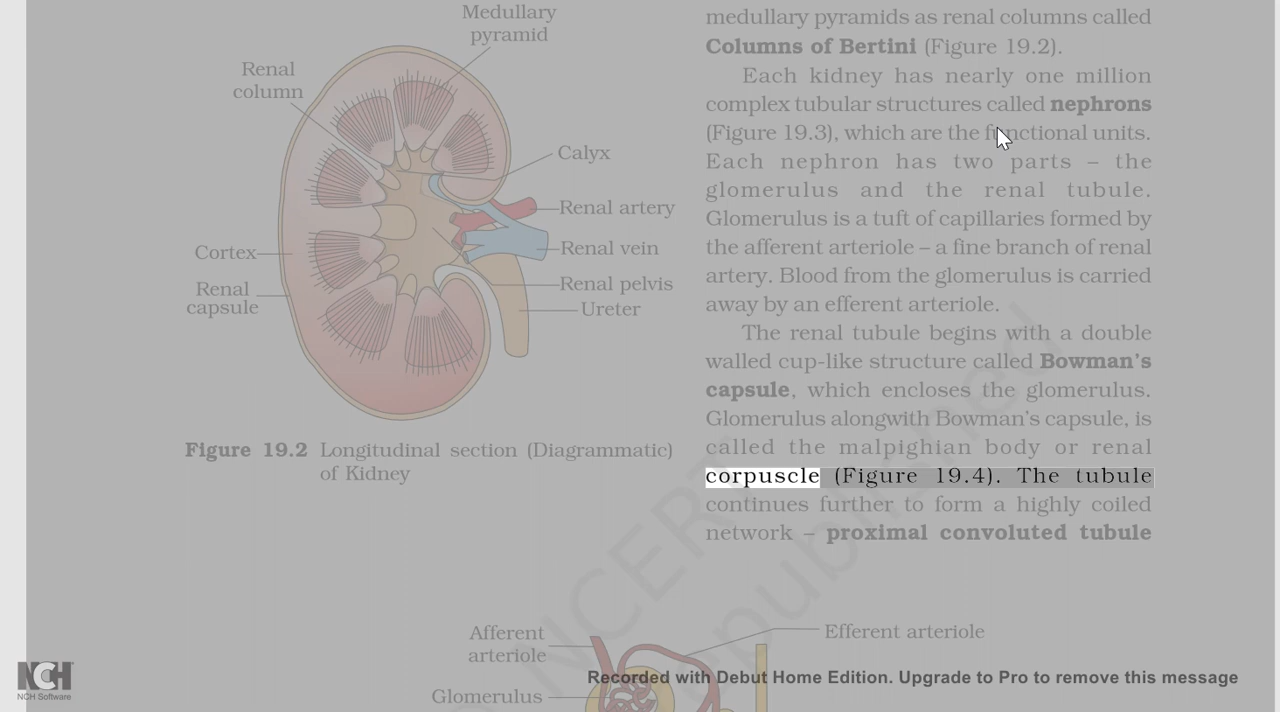 Medullary
pyramid
Renal
column
Calyx
Renal artery
Cortex
Renal vein
Renal
capsule
Renal pelvis
Ureter
Figure 19.2 Longitudinal section (Diagrammatic)
of Kidney
medullary pyramids as renal columns called
Columns of Bertini (Figure 19.2).
Each kidney has nearly one million
complex tubular structures called nephrons
(Figure 19.3), which are the functional units.
Each nephron has two parts – the
glomerulus and the renal tubule.
Glomerulus is a tuft of capillaries formed by
the afferent arteriole – a fine branch of renal
artery. Blood from the glomerulus is carried
away by an efferent arteriole.
The renal tubule begins with a double
walled cup-like structure called Bowman's
capsule, which encloses the glomerulus.
Glomerulus alongwith Bowman's capsule, is
called the malpighian body or renal
corpuscle (Figure 19.4). The tubule
continues further to form a highly coiled
network – proximal convoluted tubule
Afferent
arteriole
Efferent arteriole
Glomerulus
NCERT
republished
NCH
NCH Software
Recorded with Debut Home Edition. Upgrade to Pro to remove this message